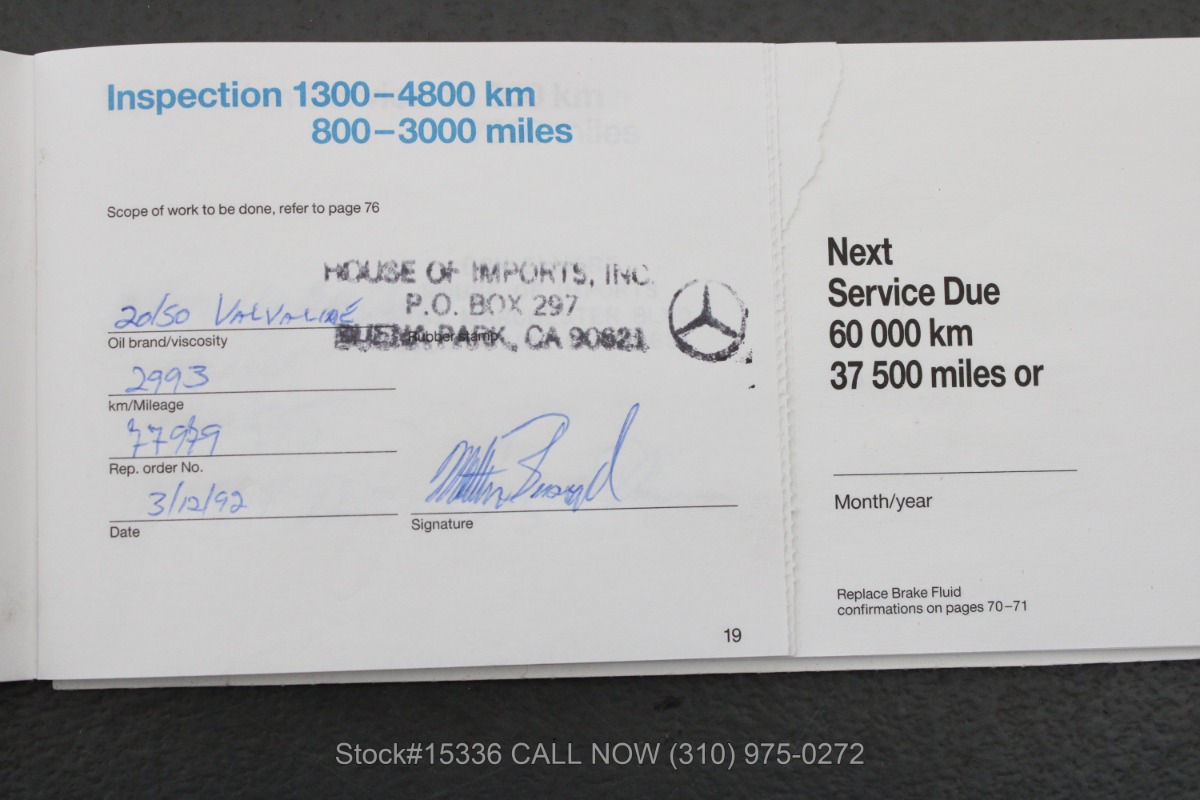 Inspection 1300–4800 km
800–3000 miles
Scope of work to be done, refer to page 76
HOUSE OF IMPORTS, INC.
P.O. BOX 297
BUENA PARK, CA 90621
Rubber stamp
20/50 VALVALINE
Oil brand/viscosity
2993
km/Mileage
77979
Rep. order No.
3/12/92
Date
Signature
19
Next
Service Due
60 000 km
37 500 miles or
Month/year
Replace Brake Fluid
confirmations on pages 70–71
Stock#15336 CALL NOW (310) 975-0272